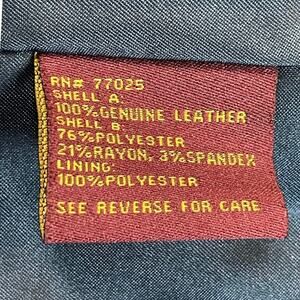 RN# 77025
SHELL A:
100%GENUINE LEATHER
SHELL B:
76%POLYESTER
21%RAYON, 3%SPANDEX
LINING:
100%POLYESTER
SEE REVERSE FOR CARE